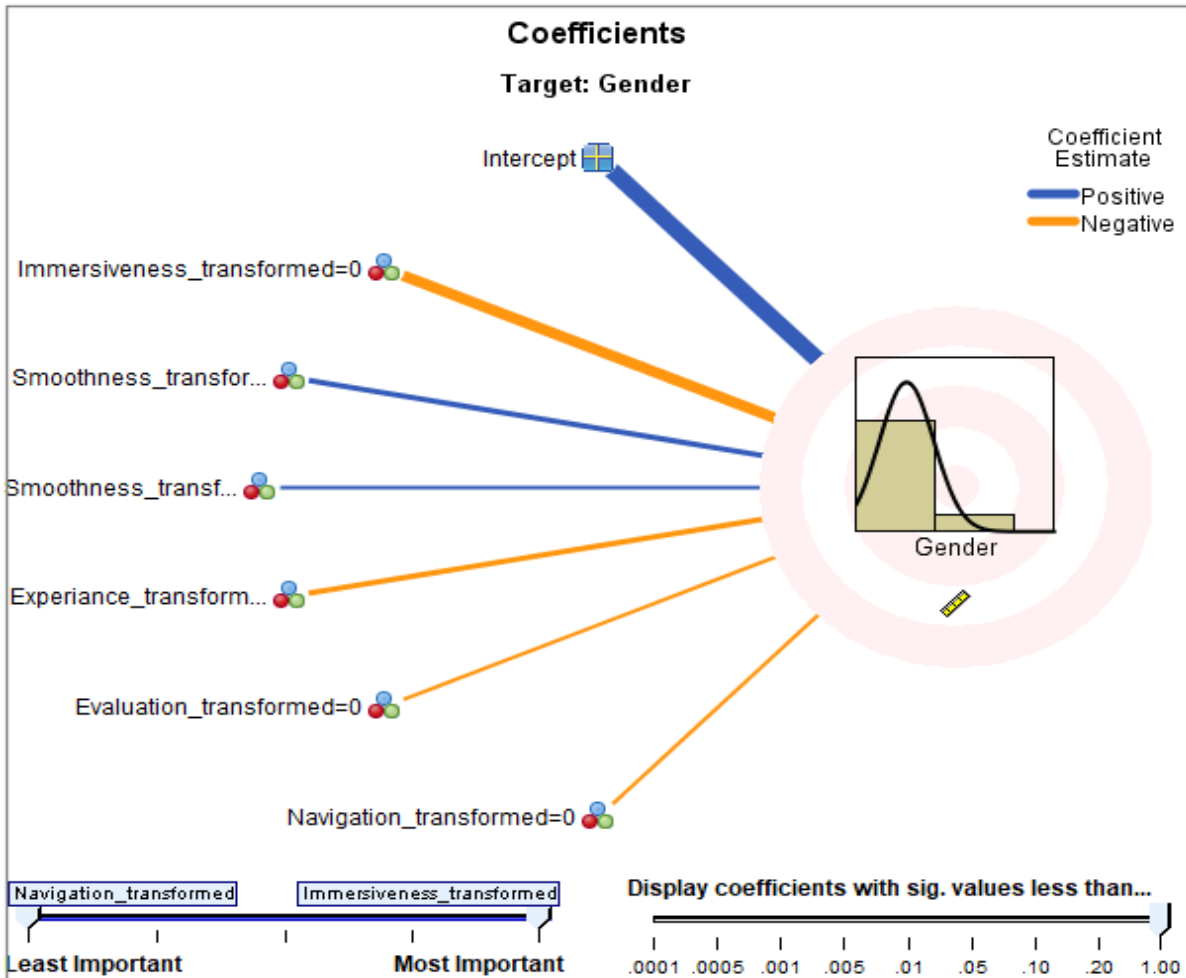 Coefficients
Target: Gender
Intercept
Coefficient
Estimate
Positive
Negative
Immersiveness_transformed=0
Smoothness_transfor...
Smoothness_transf...
Experiance_transform...
Evaluation_transformed=0
Navigation_transformed=0
Gender
Navigation_transformed Immersiveness_transformed
Least Important Most Important
Display coefficients with sig. values less than...
.0001 .0005 .001 .005 .01 .05 .10 .20 1.00